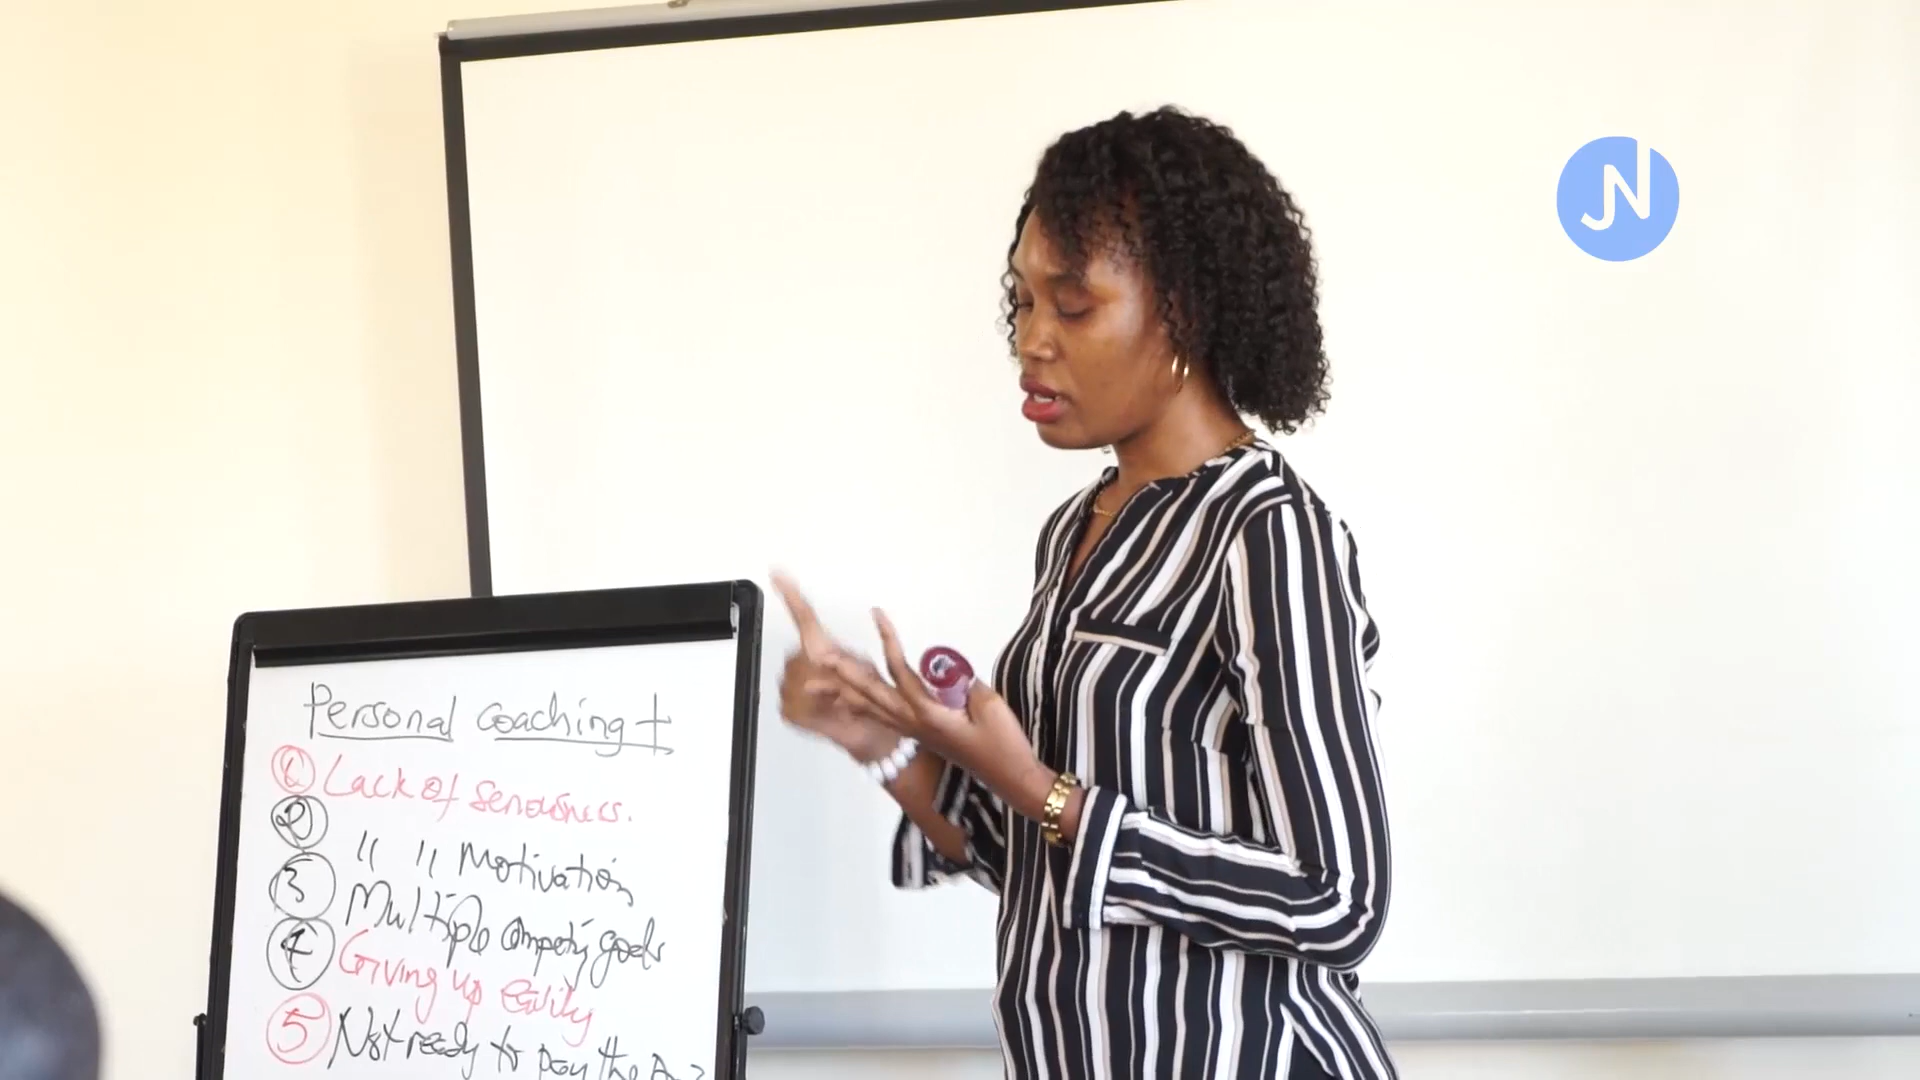 JN
Personal coaching +
1 Lack of seriousness.
2 " " Motivation
3 Multiple competing goals
4 Giving up easily
5 Not ready to pay the